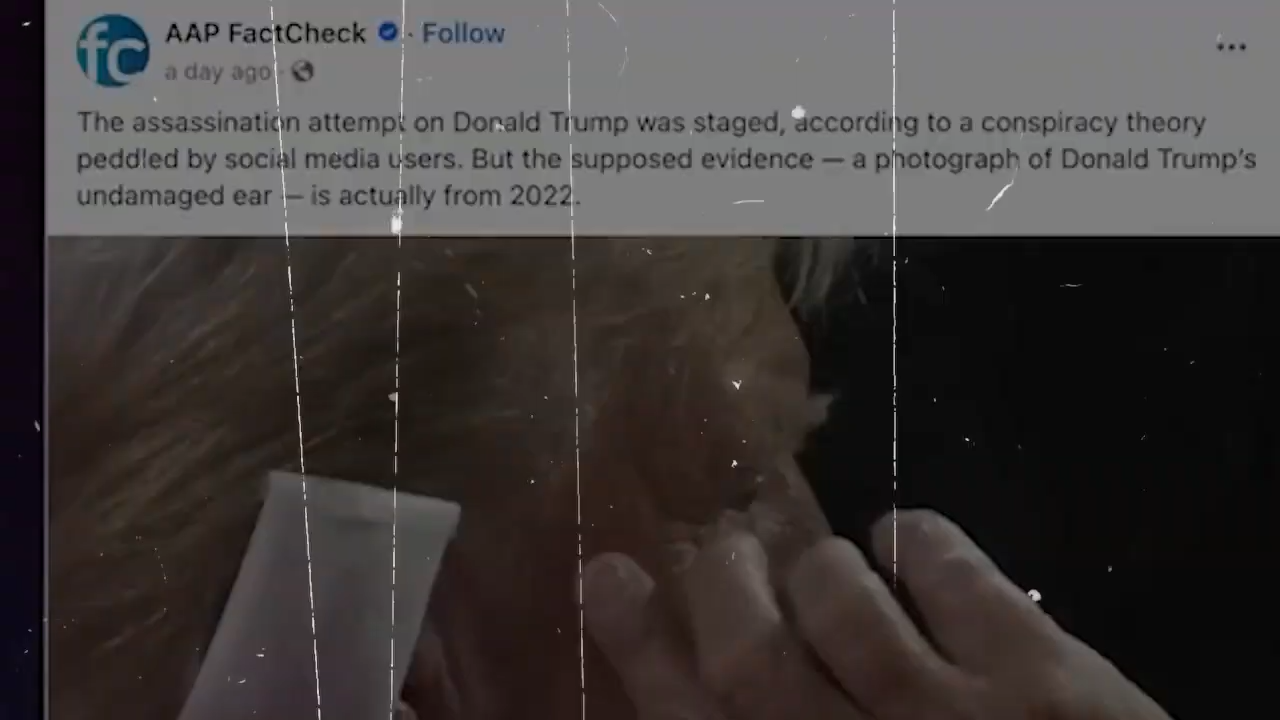 fc
AAP FactCheck · Follow
a day ago ·
The assassination attempt on Donald Trump was staged, according to a conspiracy theory
peddled by social media users. But the supposed evidence — a photograph of Donald Trump’s
undamaged ear — is actually from 2022.